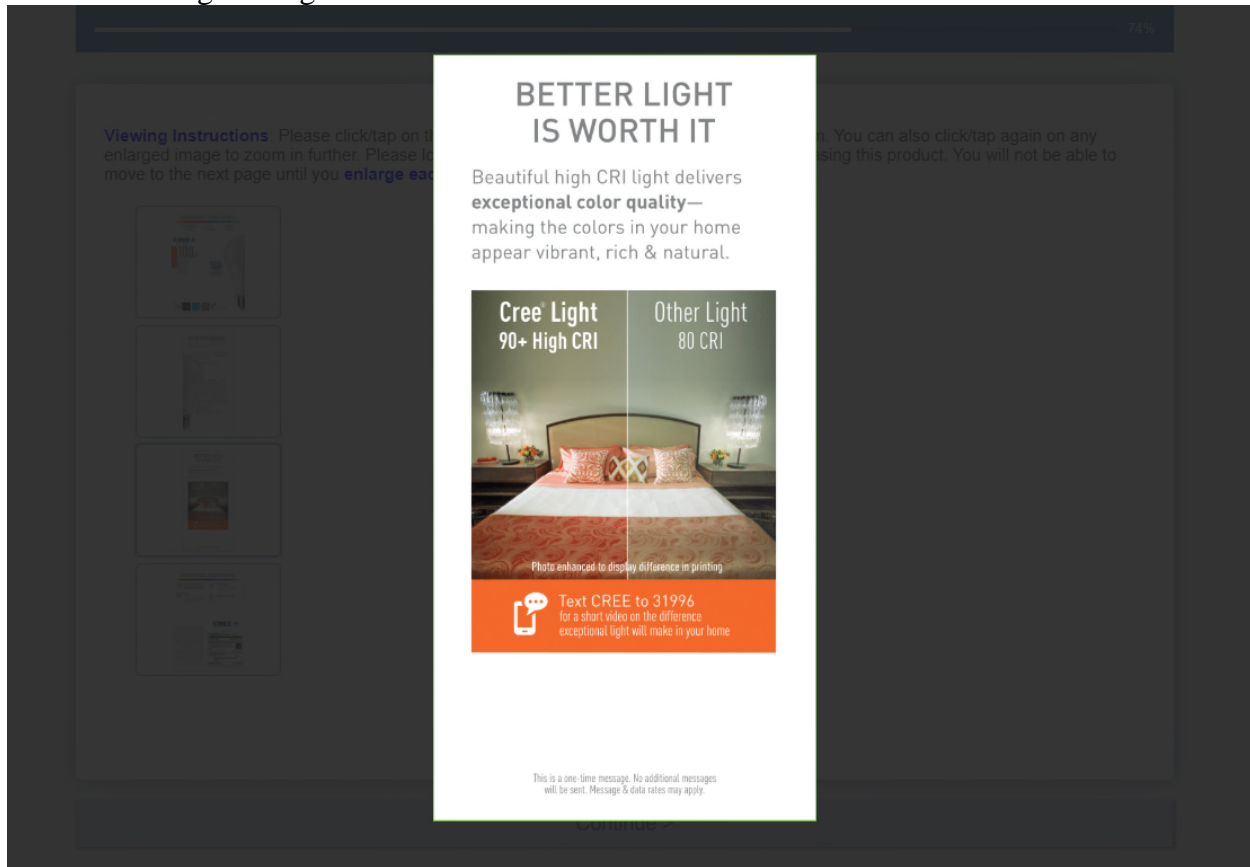 74%
Viewing Instructions: Please click/tap on th
n. You can also click/tap again on any
enlarged image to zoom in further. Please lo
sing this product. You will not be able to
move to the next page until you enlarge eac
BETTER LIGHT
IS WORTH IT
Beautiful high CRI light delivers
exceptional color quality—
making the colors in your home
appear vibrant, rich & natural.
Cree® Light
90+ High CRI
Other Light
80 CRI
Photo enhanced to display difference in printing
Text CREE to 31996
for a short video on the difference
exceptional light will make in your home
This is a one-time message. No additional messages
will be sent. Message & data rates may apply.
Continue >